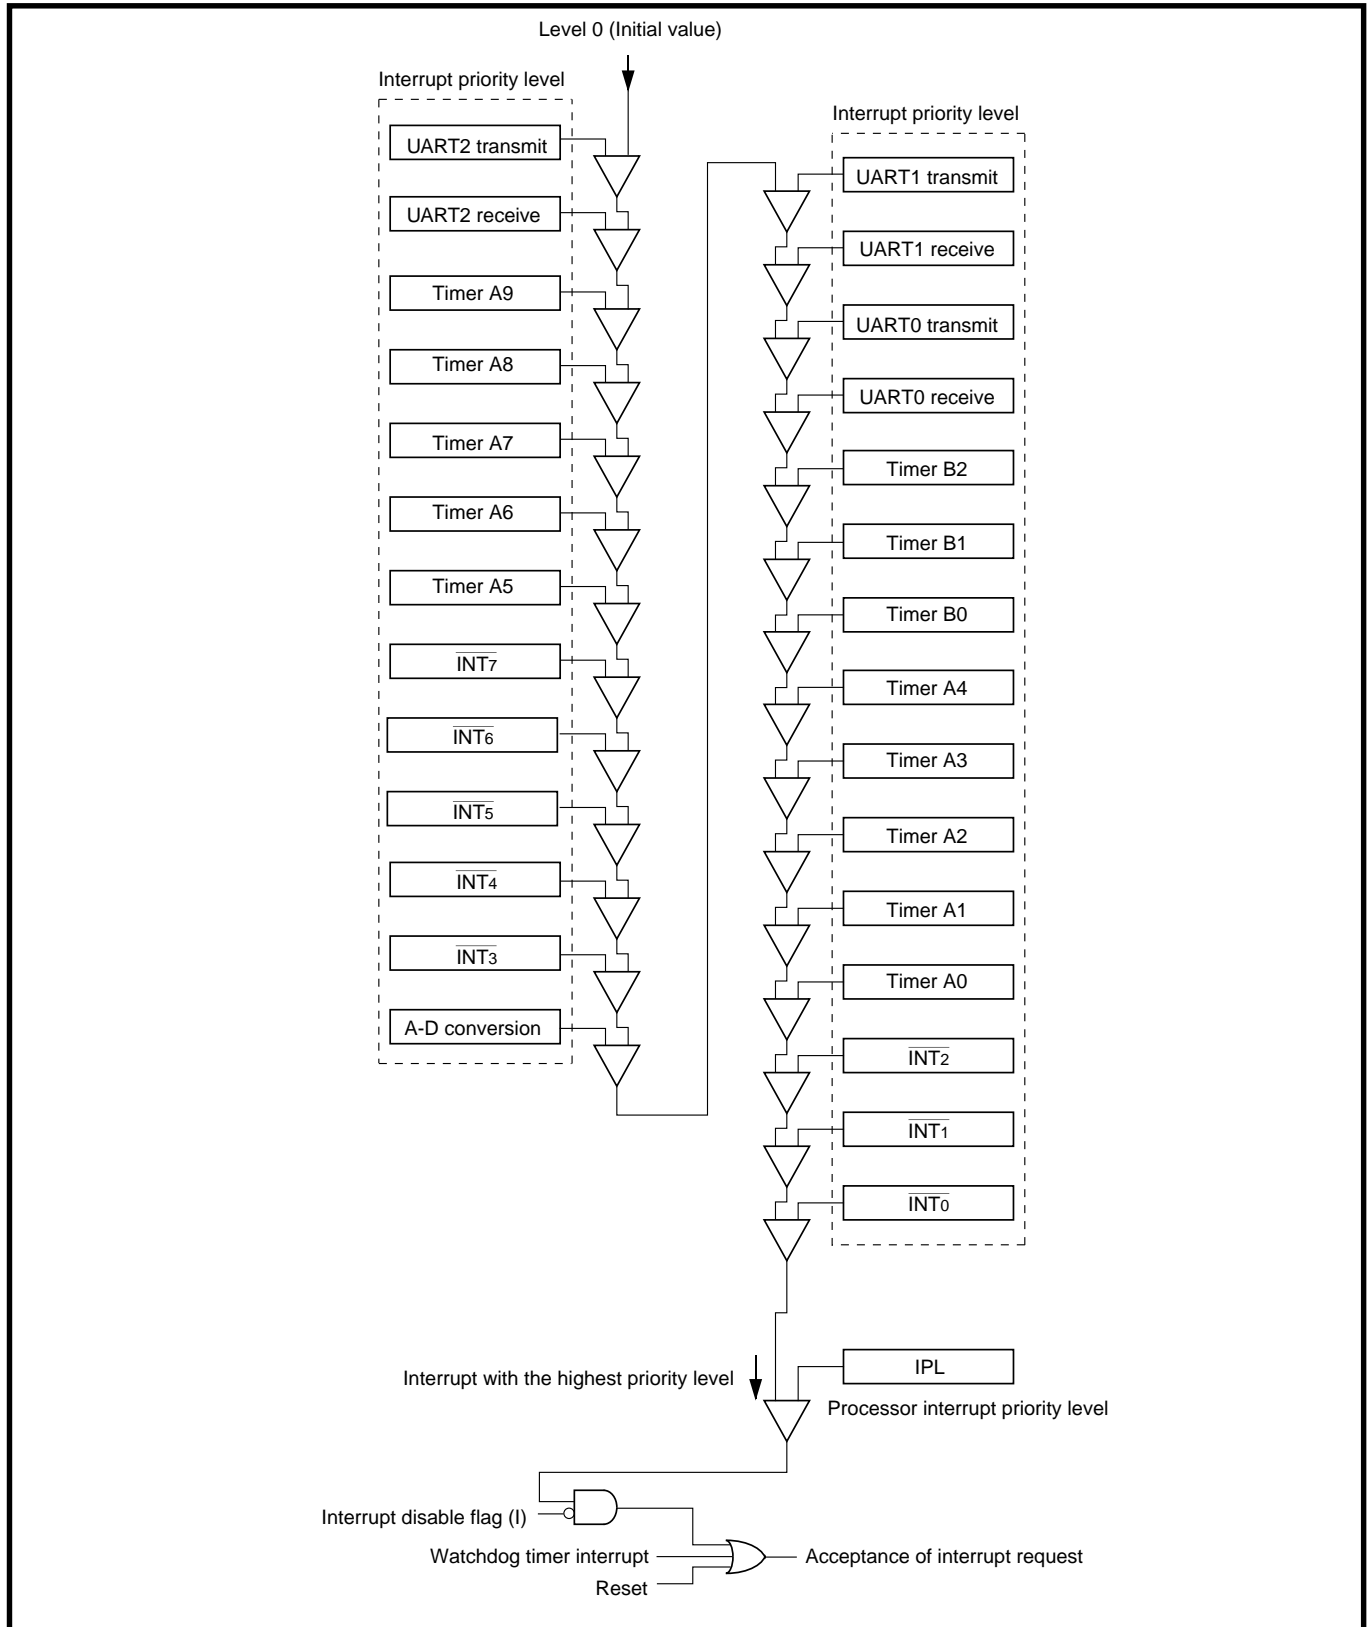 Level 0 (Initial value)
Interrupt priority level
UART2 transmit
UART2 receive
Timer A9
Timer A8
Timer A7
Timer A6
Timer A5
INT7
INT6
INT5
INT4
INT3
A-D conversion
Interrupt priority level
UART1 transmit
UART1 receive
UART0 transmit
UART0 receive
Timer B2
Timer B1
Timer B0
Timer A4
Timer A3
Timer A2
Timer A1
Timer A0
INT2
INT1
INT0
IPL
Interrupt with the highest priority level
Processor interrupt priority level
Interrupt disable flag (I)
Watchdog timer interrupt
Acceptance of interrupt request
Reset